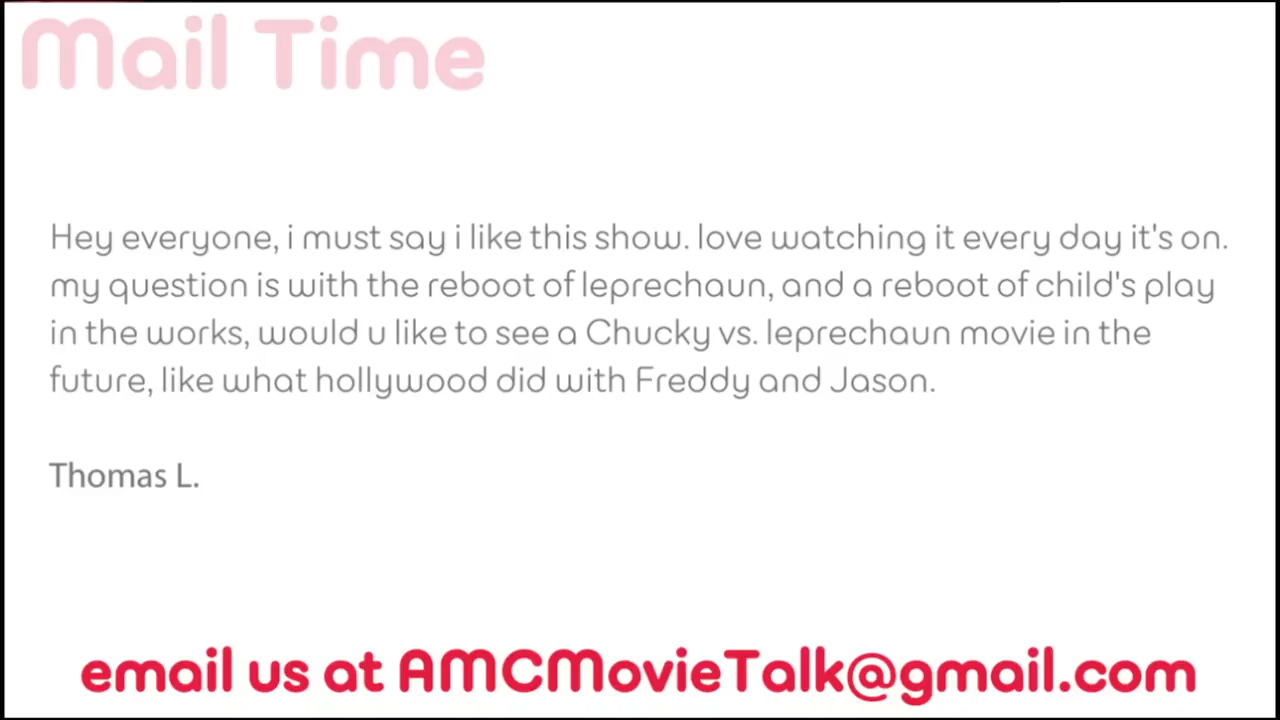 Mail Time
Hey everyone, i must say i like this show. love watching it every day it's on.
my question is with the reboot of leprechaun, and a reboot of child's play
in the works, would u like to see a Chucky vs. leprechaun movie in the
future, like what hollywood did with Freddy and Jason.
Thomas L.
email us at AMCMovieTalk@gmail.com